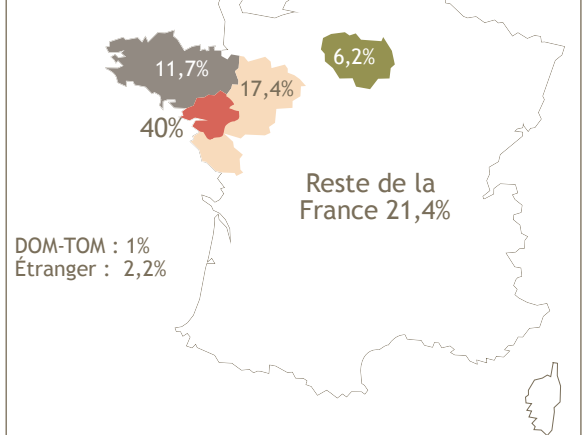 6,2%
11,7%
17,4%
40%
Reste de la
France 21,4%
DOM-TOM : 1%
Étranger : 2,2%